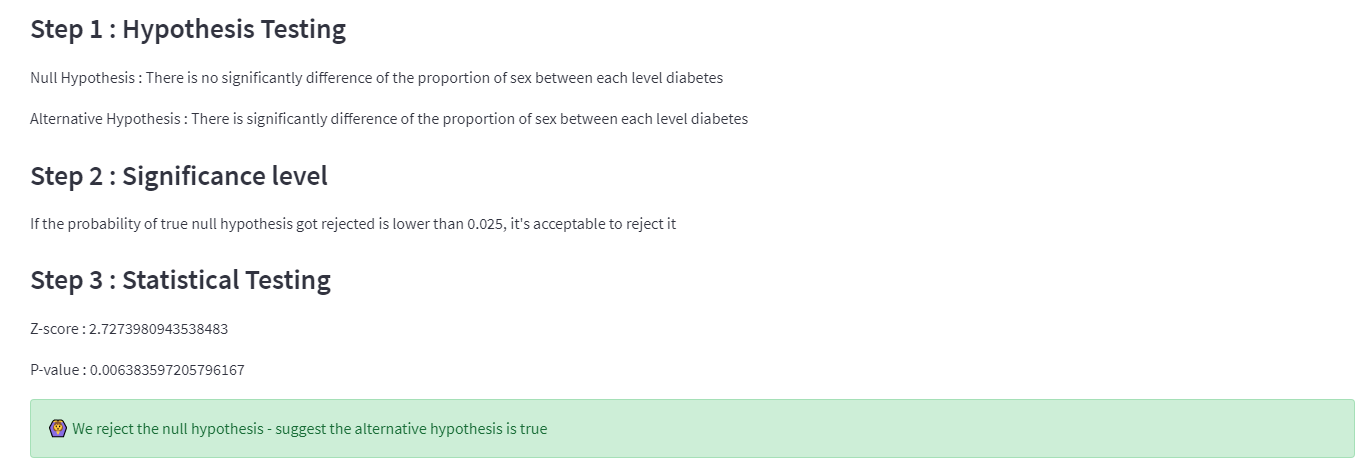 Step 1 : Hypothesis Testing
Null Hypothesis : There is no significantly difference of the proportion of sex between each level diabetes
Alternative Hypothesis : There is significantly difference of the proportion of sex between each level diabetes
Step 2 : Significance level
If the probability of true null hypothesis got rejected is lower than 0.025, it's acceptable to reject it
Step 3 : Statistical Testing
Z-score : 2.7273980943538483
P-value : 0.006383597205796167
We reject the null hypothesis - suggest the alternative hypothesis is true